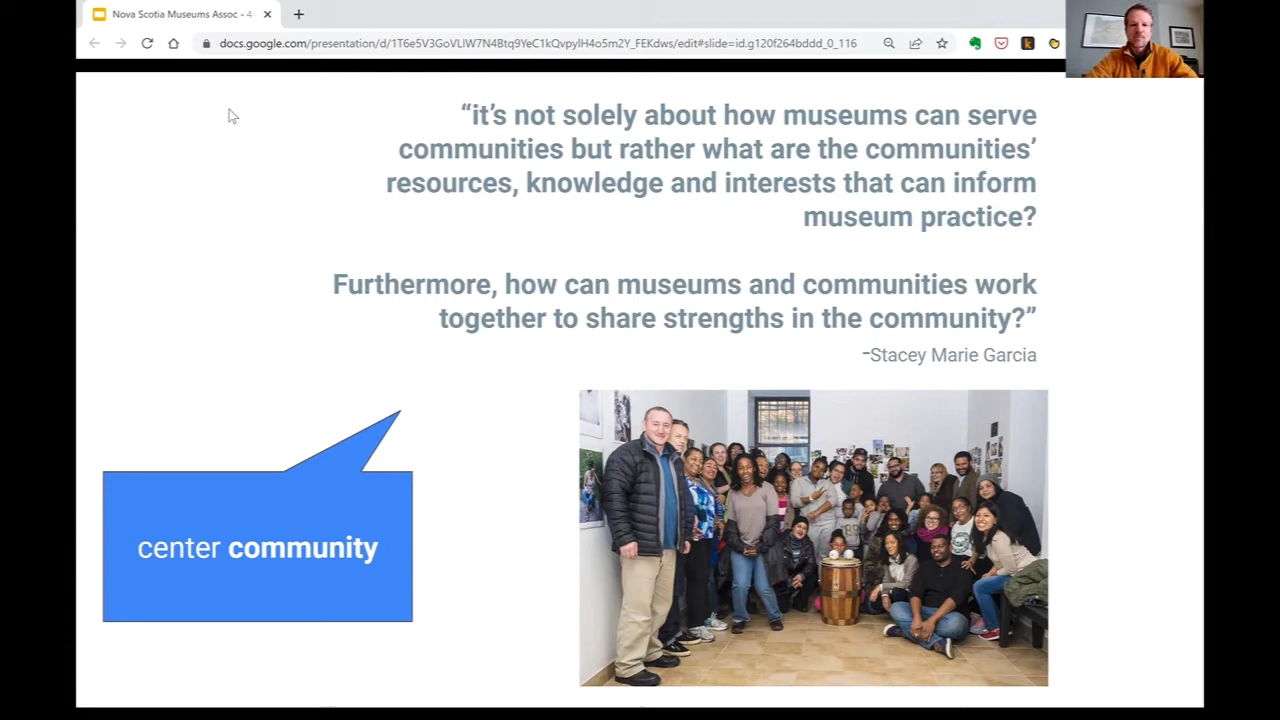 Nova Scotia Museums Assoc - 4
docs.google.com/presentation/d/1T6e5V3GoVLlW7N4Btq9YeC1kQvpylH4o5m2Y_FEKdws/edit#slide=id.g120f264bddd_0_116
“it’s not solely about how museums can serve
communities but rather what are the communities’
resources, knowledge and interests that can inform
museum practice?
Furthermore, how can museums and communities work
together to share strengths in the community?”
-Stacey Marie Garcia
center community